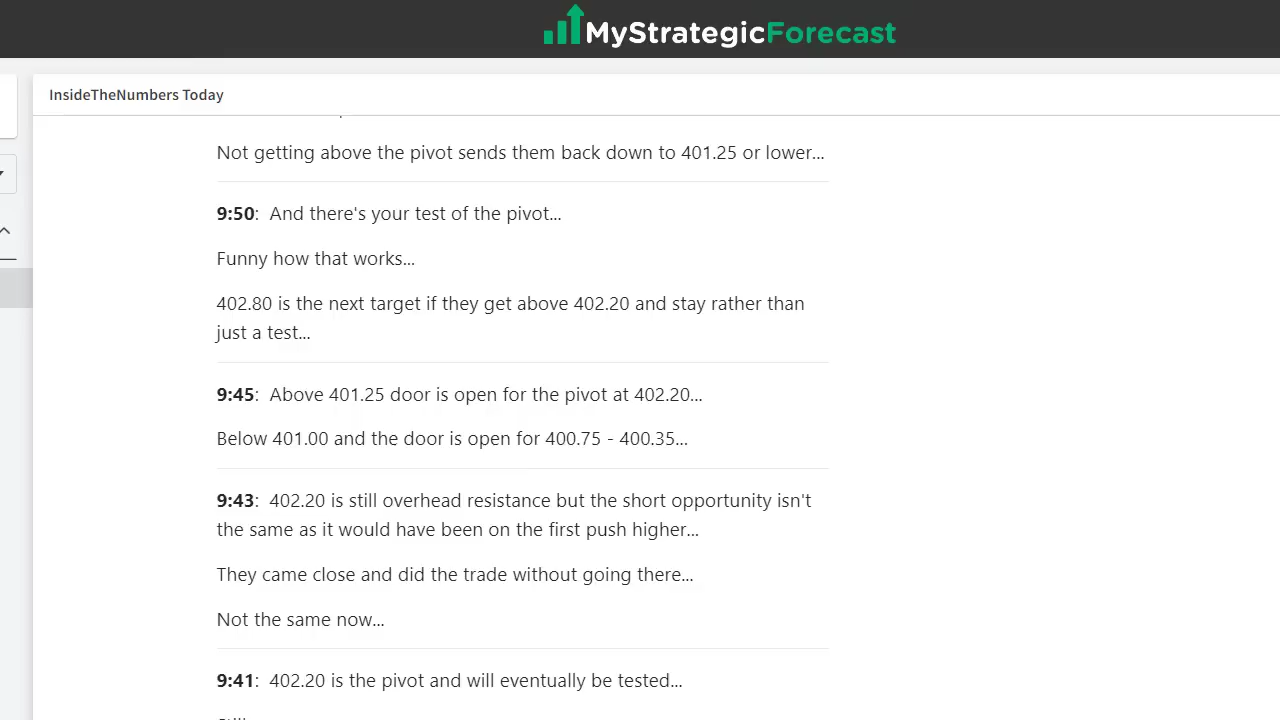 MyStrategicForecast
InsideTheNumbers Today
Not getting above the pivot sends them back down to 401.25 or lower...
9:50:  And there's your test of the pivot...
Funny how that works...
402.80 is the next target if they get above 402.20 and stay rather than
just a test...
9:45:  Above 401.25 door is open for the pivot at 402.20...
Below 401.00 and the door is open for 400.75 - 400.35...
9:43:  402.20 is still overhead resistance but the short opportunity isn't
the same as it would have been on the first push higher...
They came close and did the trade without going there...
Not the same now...
9:41:  402.20 is the pivot and will eventually be tested...